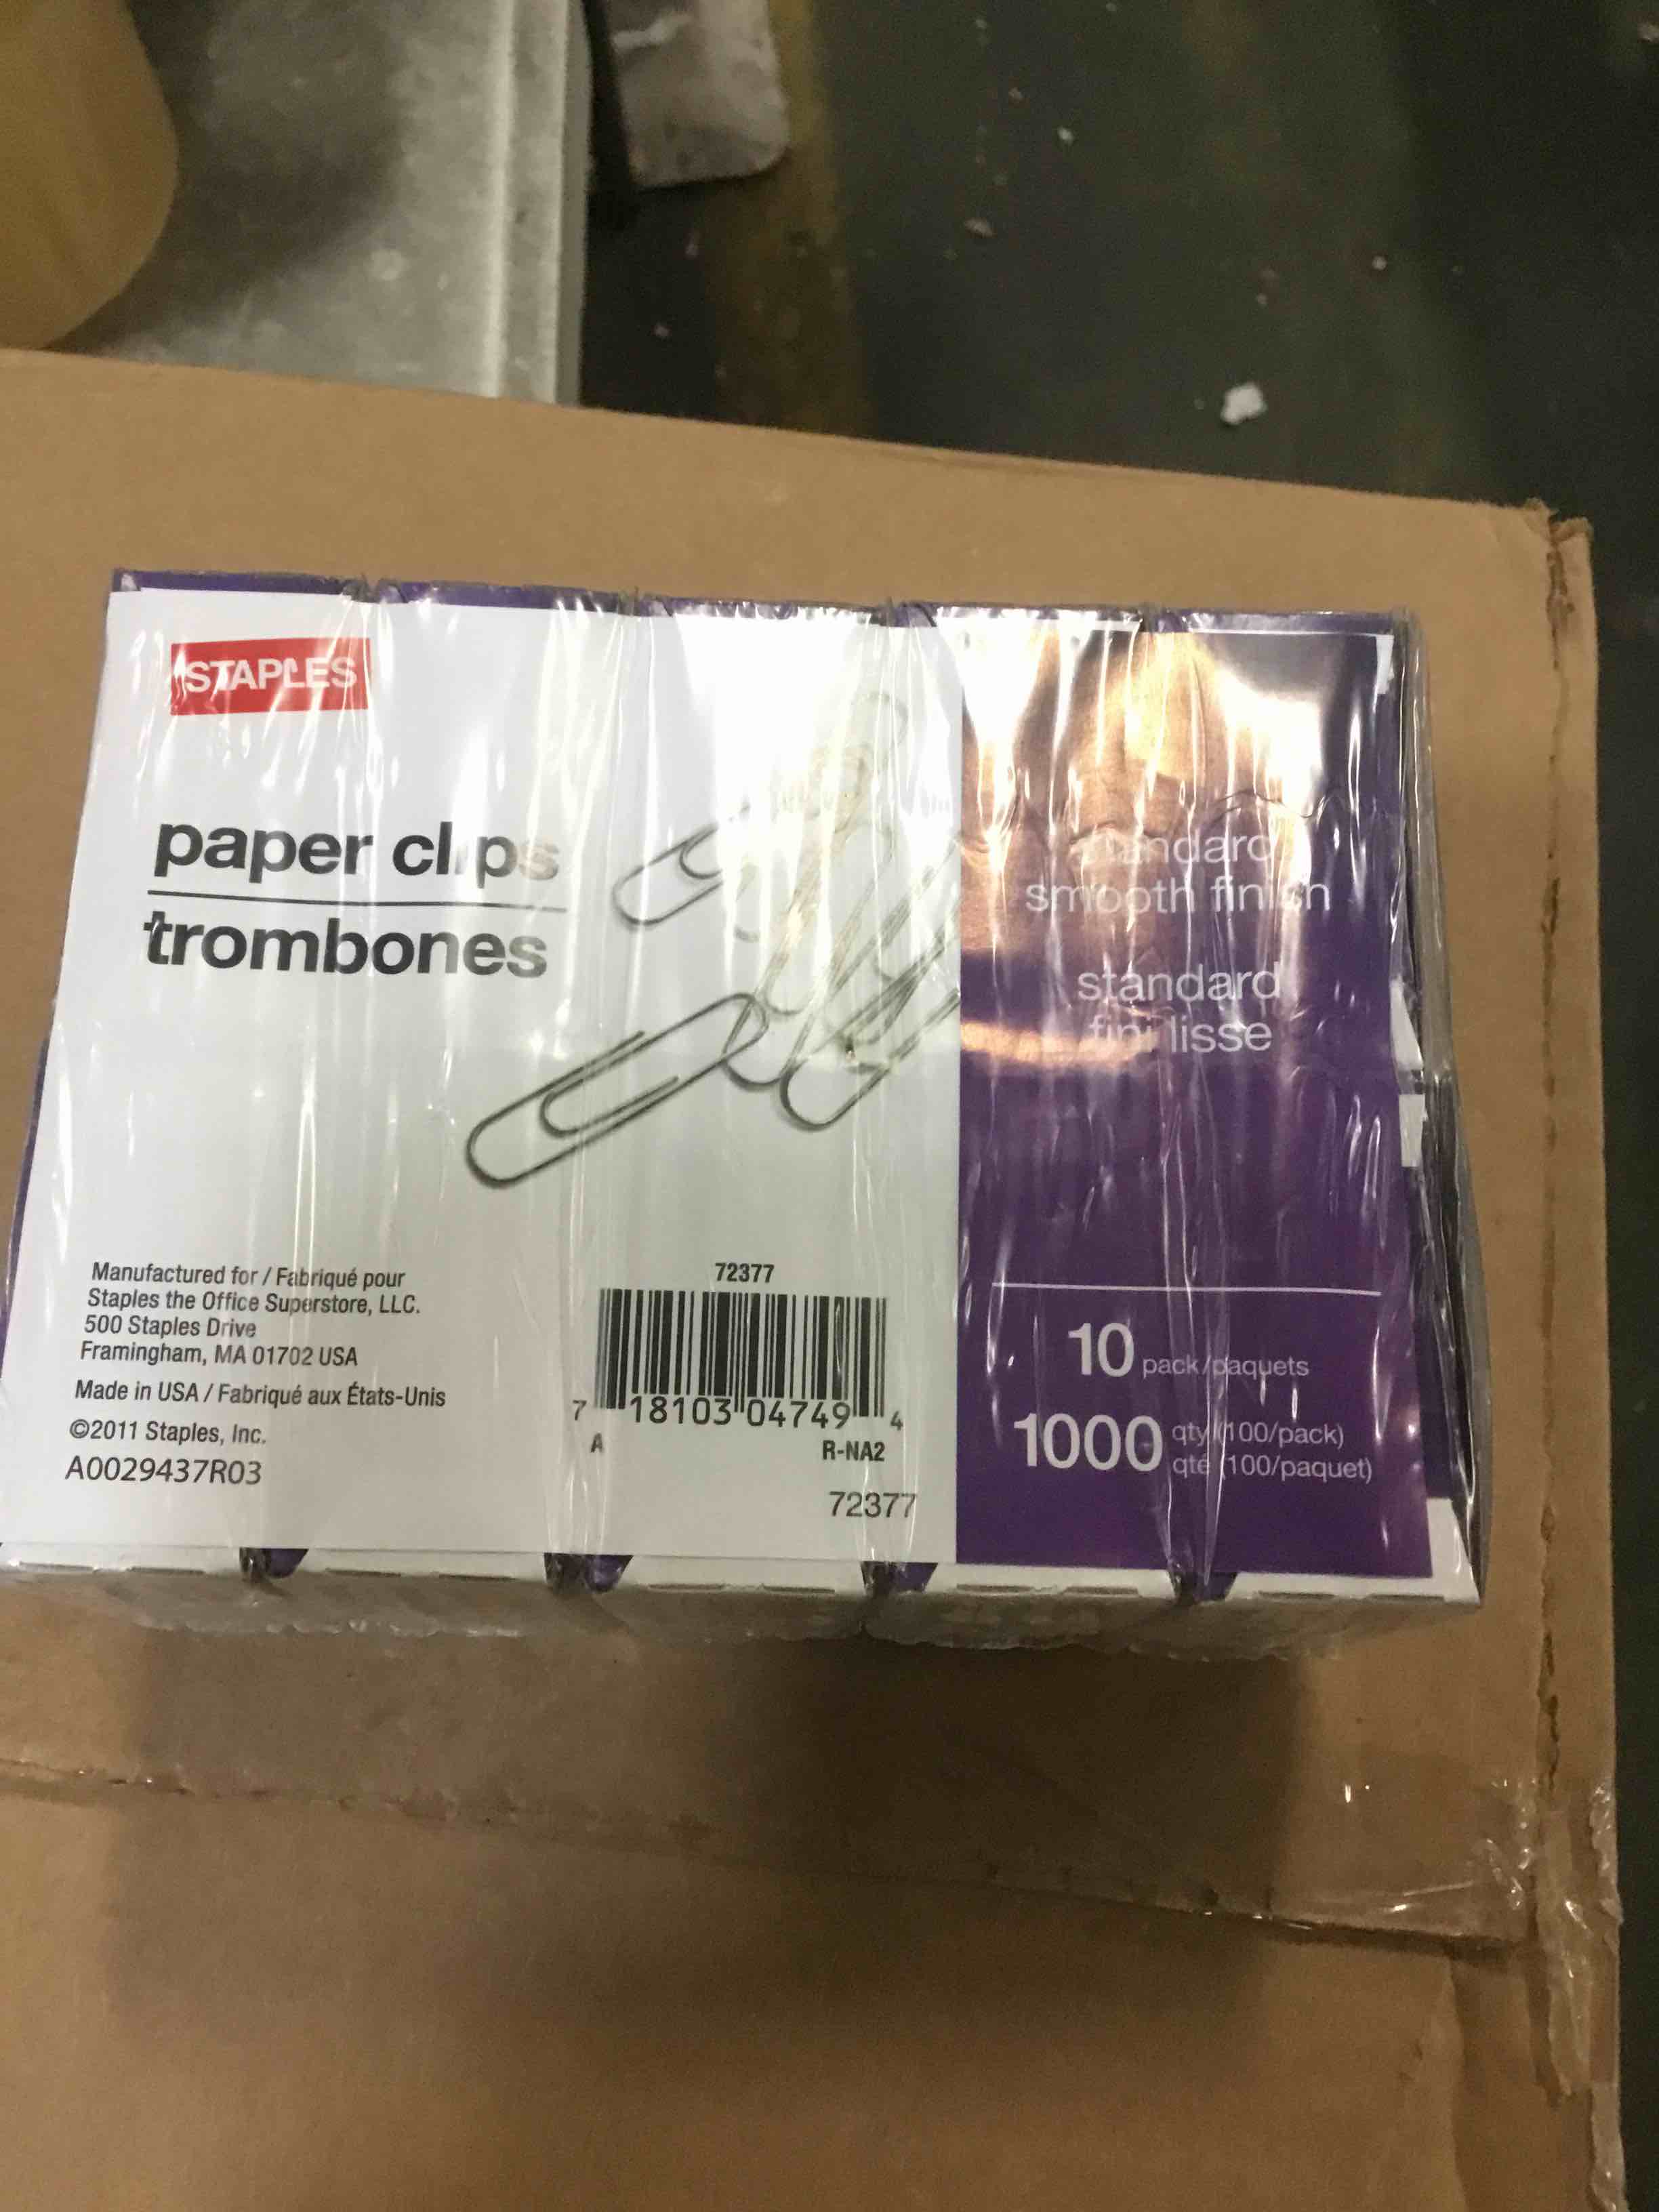 STAPLES
paper clips
trombones
standard
smooth finish
standard
fini lisse
Manufactured for / Fabriqué pour
Staples the Office Superstore, LLC.
500 Staples Drive
Framingham, MA 01702 USA
Made in USA / Fabriqué aux États-Unis
©2011 Staples, Inc.
A0029437R03
72377
7 18103 04749 4
A R-NA2
72377
10 pack/paquets
1000 qty (100/pack)
qté (100/paquet)